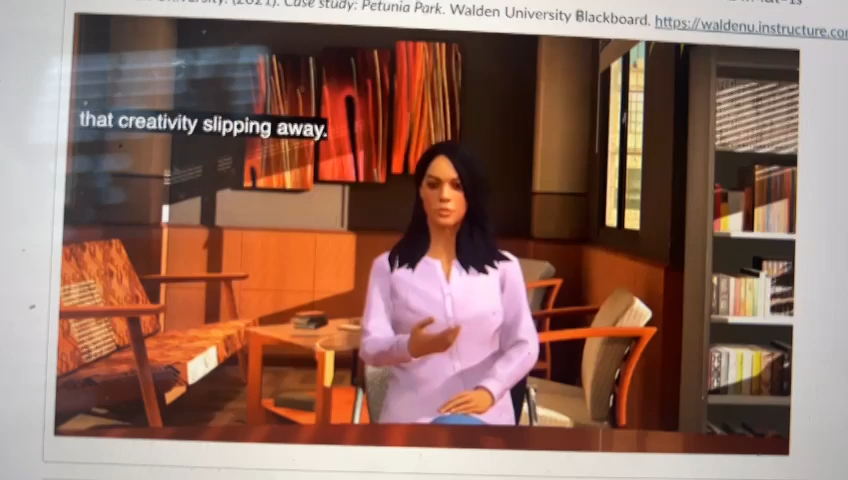 Case study: Petunia Park. Walden University Blackboard. https://waldenu.instructure.co
that creativity slipping away.